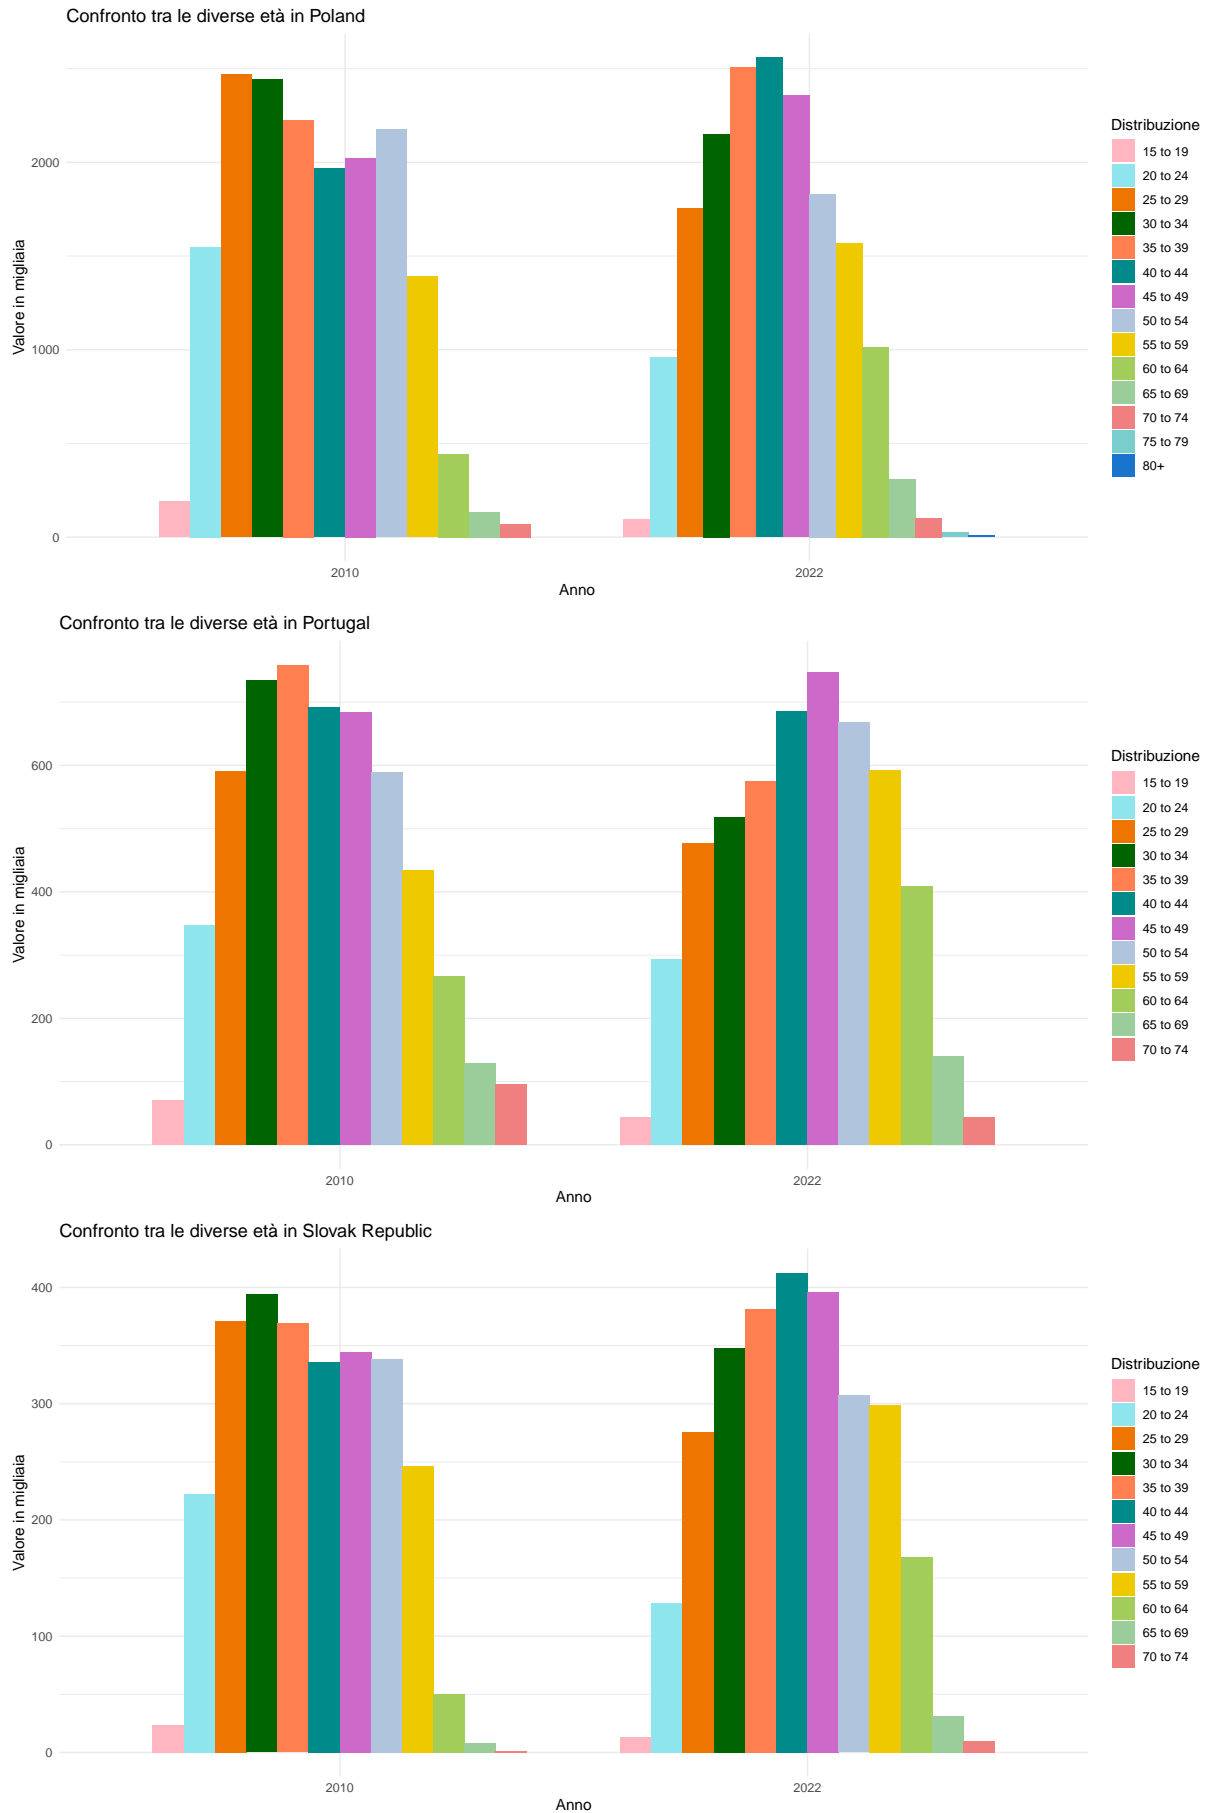 Confronto tra le diverse età in Poland
Valore in migliaia
2000
1000
0
2010
2022
Anno
Distribuzione
15 to 19
20 to 24
25 to 29
30 to 34
35 to 39
40 to 44
45 to 49
50 to 54
55 to 59
60 to 64
65 to 69
70 to 74
75 to 79
80+
Confronto tra le diverse età in Portugal
Valore in migliaia
600
400
200
0
2010
2022
Anno
Distribuzione
15 to 19
20 to 24
25 to 29
30 to 34
35 to 39
40 to 44
45 to 49
50 to 54
55 to 59
60 to 64
65 to 69
70 to 74
Confronto tra le diverse età in Slovak Republic
Valore in migliaia
400
300
200
100
0
2010
2022
Anno
Distribuzione
15 to 19
20 to 24
25 to 29
30 to 34
35 to 39
40 to 44
45 to 49
50 to 54
55 to 59
60 to 64
65 to 69
70 to 74